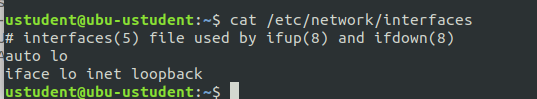 ustudent@ubu-ustudent:~$ cat /etc/network/interfaces
# interfaces(5) file used by ifup(8) and ifdown(8)
auto lo
iface lo inet loopback
ustudent@ubu-ustudent:~$